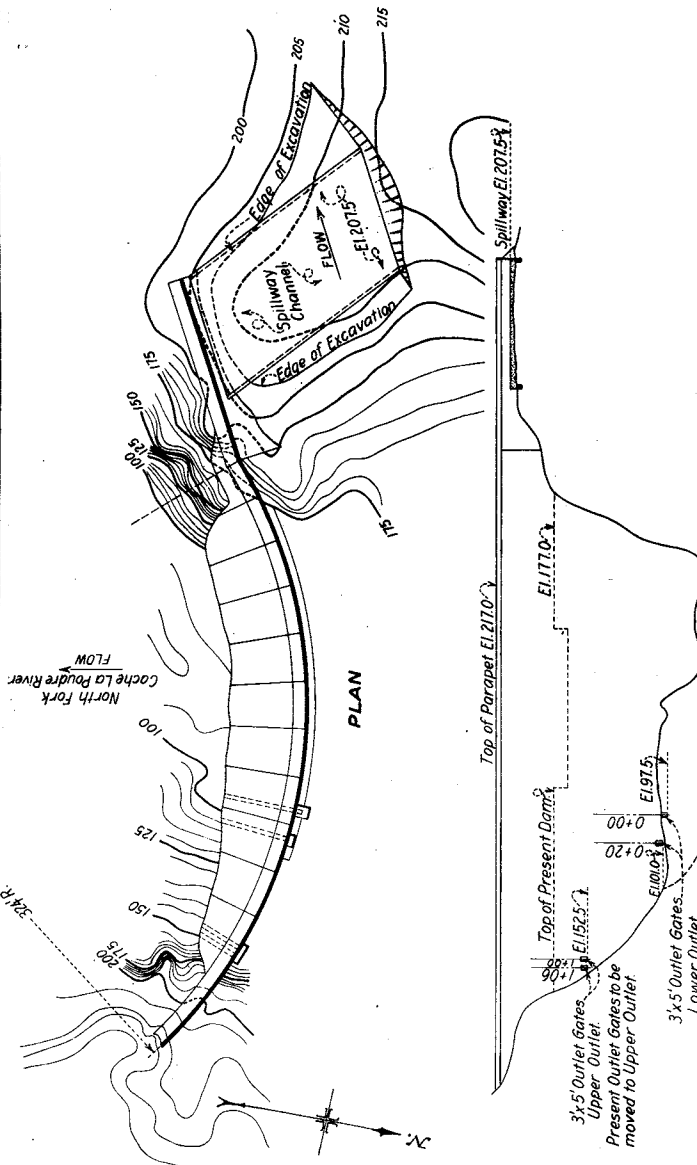 200
205
210
215
Edge of Excavation
Spillway
Channel
FLOW
El. 207.5
Edge of Excavation
175
150
125
100
175
North Fork
Cache La Poudre River
FLOW
100
125
150
175
200
324' R.
N.
PLAN
Spillway El. 207.5
Top of Parapet El. 217.0
El. 177.0
Top of Present Dam
El. 152.5
1+00
1+06
3'x5' Outlet Gates
Upper Outlet.
Present Outlet Gates to be
moved to Upper Outlet.
El. 97.5
0+00
0+20
El. 101.0
3'x5' Outlet Gates
Lower Outlet